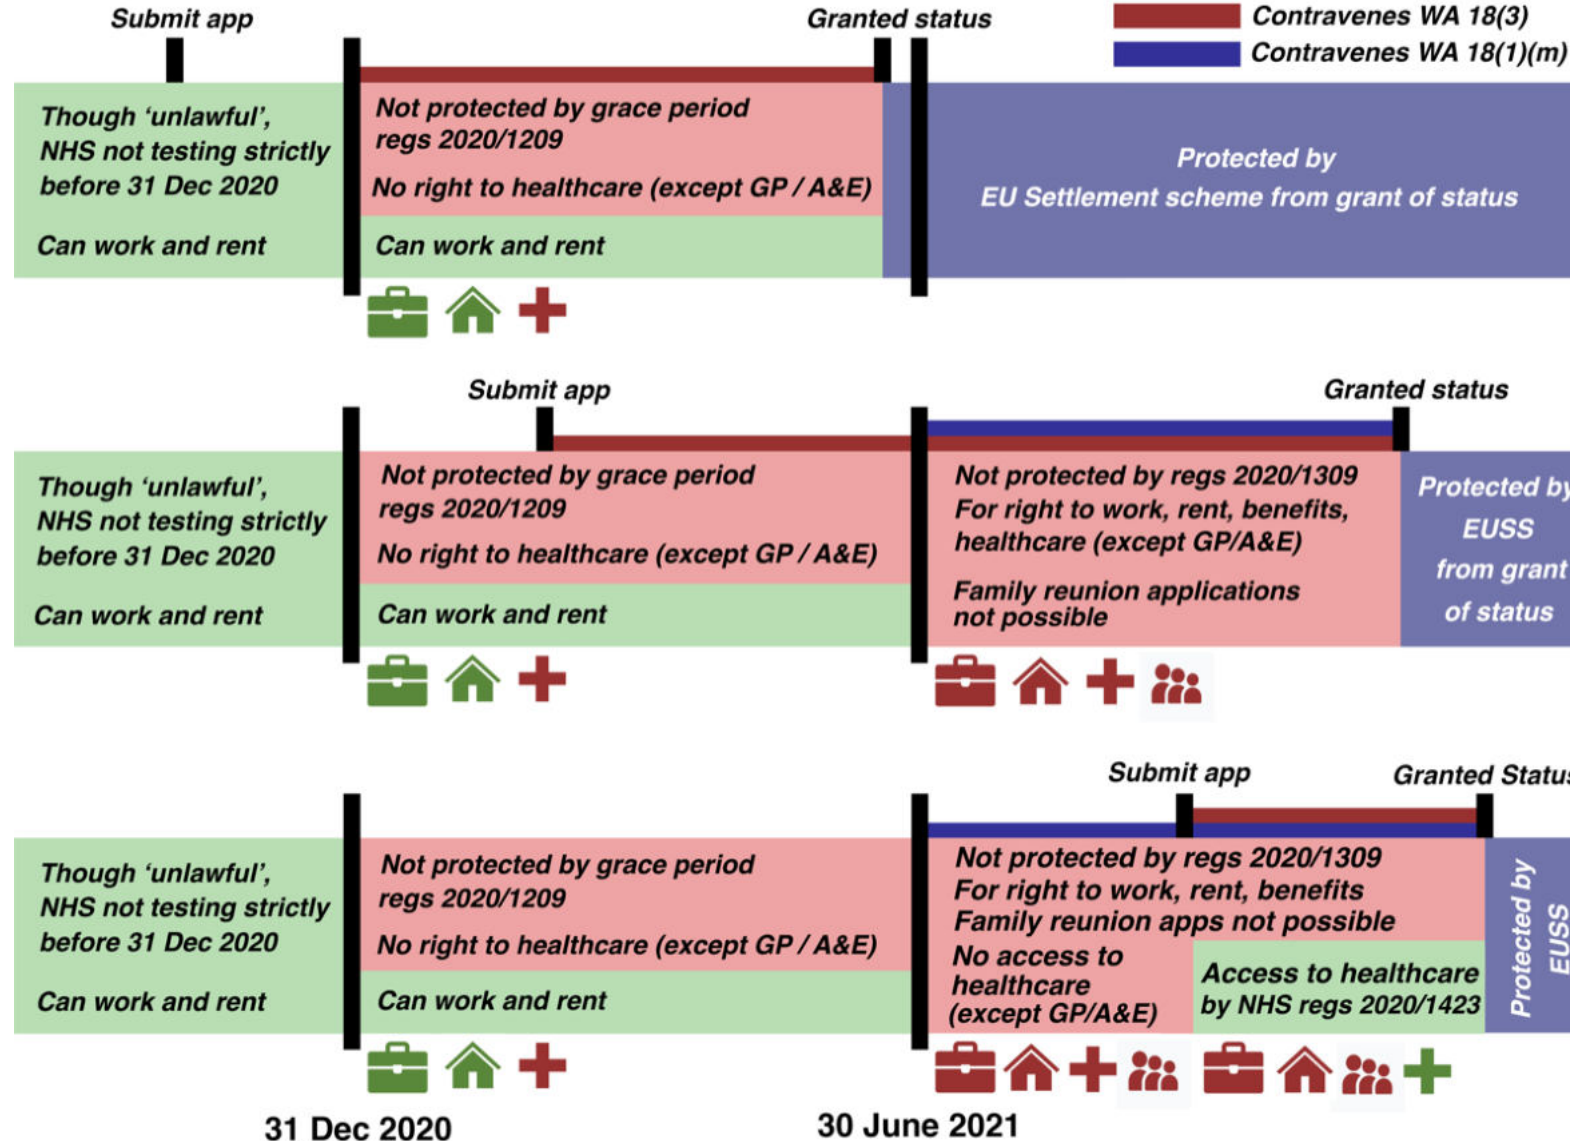 Submit app
Granted status
Contravenes WA 18(3)
Contravenes WA 18(1)(m)
Though ‘unlawful’,
NHS not testing strictly
before 31 Dec 2020
Can work and rent
Not protected by grace period
regs 2020/1209
No right to healthcare (except GP / A&E)
Can work and rent
Protected by
EU Settlement scheme from grant of status
Submit app
Granted status
Though ‘unlawful’,
NHS not testing strictly
before 31 Dec 2020
Can work and rent
Not protected by grace period
regs 2020/1209
No right to healthcare (except GP / A&E)
Can work and rent
Not protected by regs 2020/1309
For right to work, rent, benefits,
healthcare (except GP/A&E)
Family reunion applications
not possible
Protected by
EUSS
from grant
of status
Submit app
Granted Status
Though ‘unlawful’,
NHS not testing strictly
before 31 Dec 2020
Can work and rent
Not protected by grace period
regs 2020/1209
No right to healthcare (except GP / A&E)
Can work and rent
Not protected by regs 2020/1309
For right to work, rent, benefits
Family reunion apps not possible
No access to
healthcare
(except GP/A&E)
Access to healthcare
by NHS regs 2020/1423
Protected by
EUSS
31 Dec 2020
30 June 2021